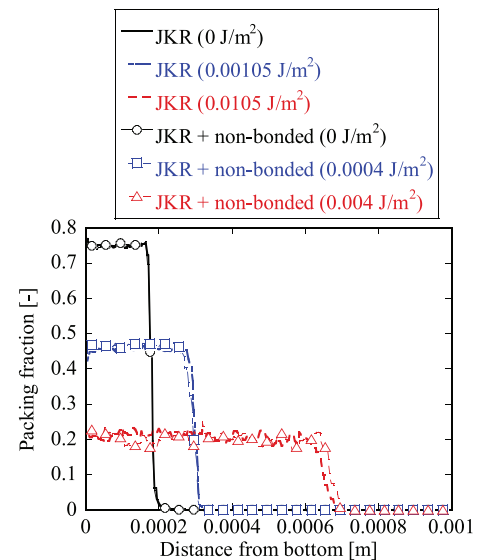 JKR (0 J/m²)
JKR (0.00105 J/m²)
JKR (0.0105 J/m²)
JKR + non-bonded (0 J/m²)
JKR + non-bonded (0.0004 J/m²)
JKR + non-bonded (0.004 J/m²)
0.8
0.7
0.6
0.5
0.4
0.3
0.2
0.1
0
Packing fraction [-]
0 0.0002 0.0004 0.0006 0.0008 0.001
Distance from bottom [m]